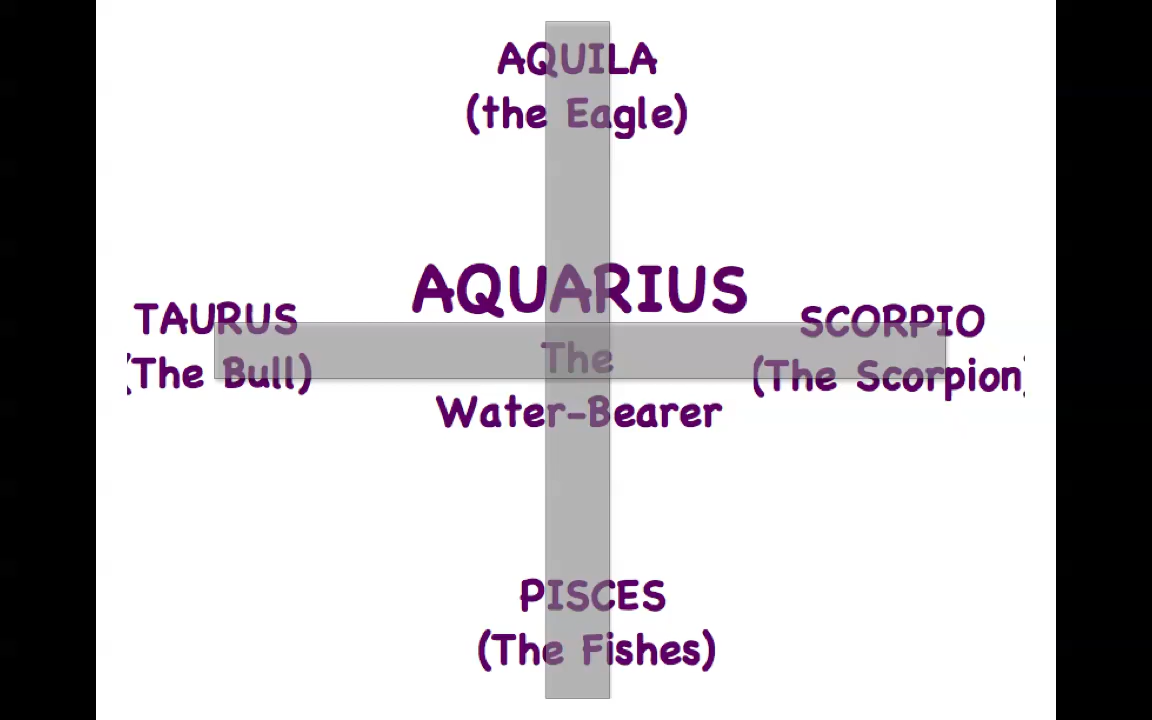 AQUILA
(the Eagle)
AQUARIUS
The
Water-Bearer
TAURUS
(The Bull)
SCORPIO
(The Scorpion)
PISCES
(The Fishes)